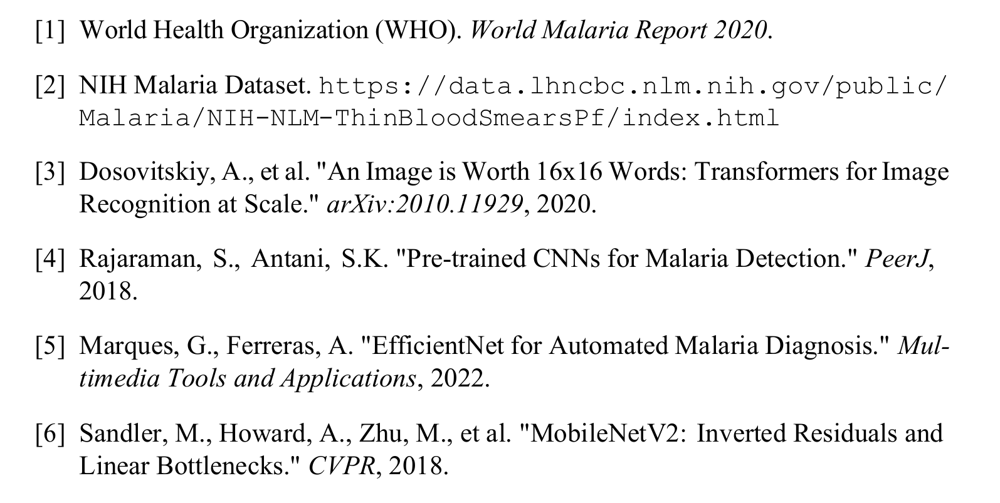 [1] World Health Organization (WHO). World Malaria Report 2020.
[2] NIH Malaria Dataset. https://data.lhncbc.nlm.nih.gov/public/
Malaria/NIH-NLM-ThinBloodSmearsPf/index.html
[3] Dosovitskiy, A., et al. "An Image is Worth 16x16 Words: Transformers for Image
Recognition at Scale." arXiv:2010.11929, 2020.
[4] Rajaraman, S., Antani, S.K. "Pre-trained CNNs for Malaria Detection." PeerJ,
2018.
[5] Marques, G., Ferreras, A. "EfficientNet for Automated Malaria Diagnosis." Mul-
timedia Tools and Applications, 2022.
[6] Sandler, M., Howard, A., Zhu, M., et al. "MobileNetV2: Inverted Residuals and
Linear Bottlenecks." CVPR, 2018.